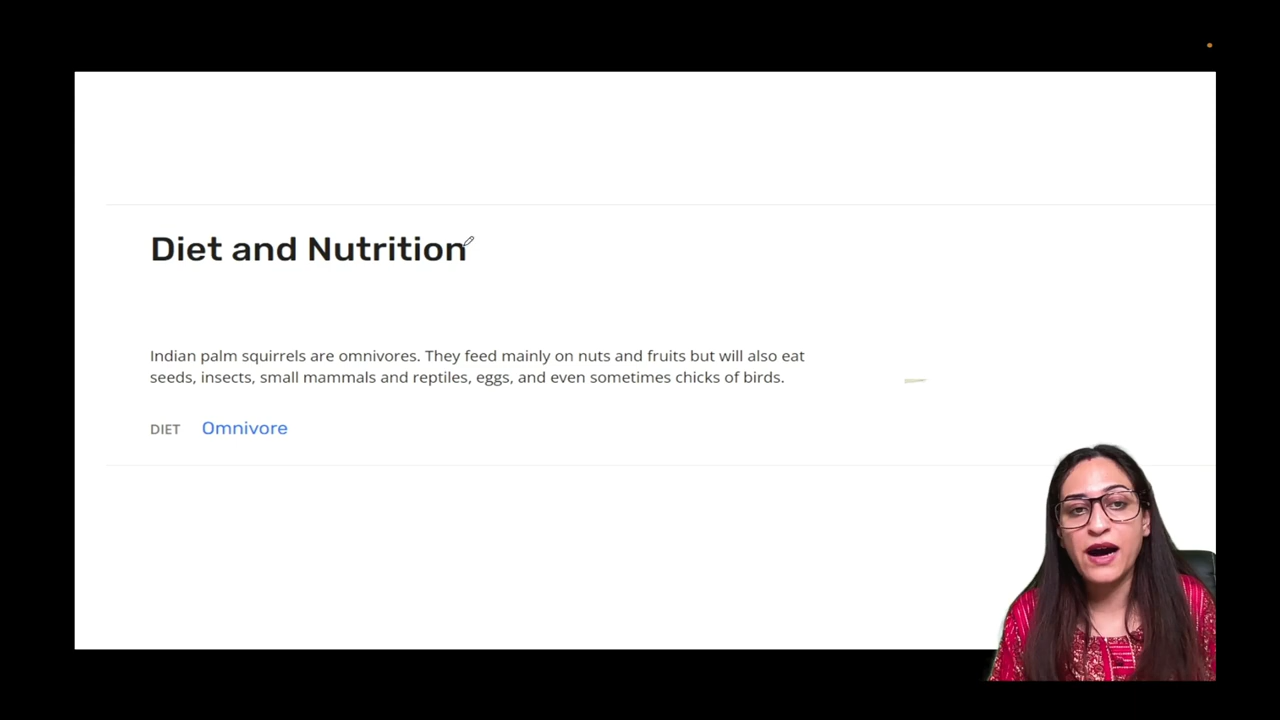 Diet and Nutrition
Indian palm squirrels are omnivores. They feed mainly on nuts and fruits but will also eat
seeds, insects, small mammals and reptiles, eggs, and even sometimes chicks of birds.
DIET Omnivore